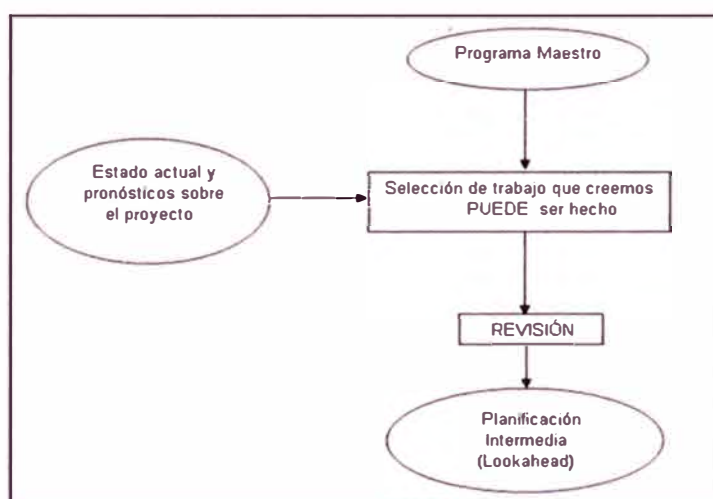 Programa Maestro
Estado actual y
pronósticos sobre
el proyecto
Selección de trabajo que creemos
PUEDE ser hecho
REVISIÓN
Planificación
Intermedia
(Lookahead)